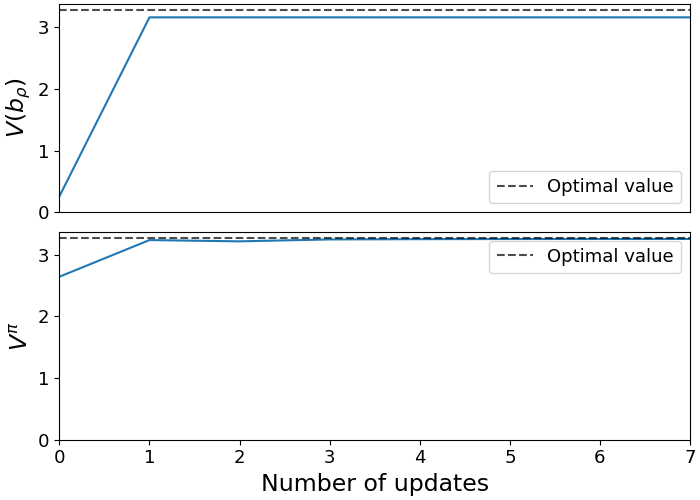 3
2
1
0
V(b_ρ)
Optimal value
3
2
1
0
V^π
Optimal value
0 1 2 3 4 5 6 7
Number of updates